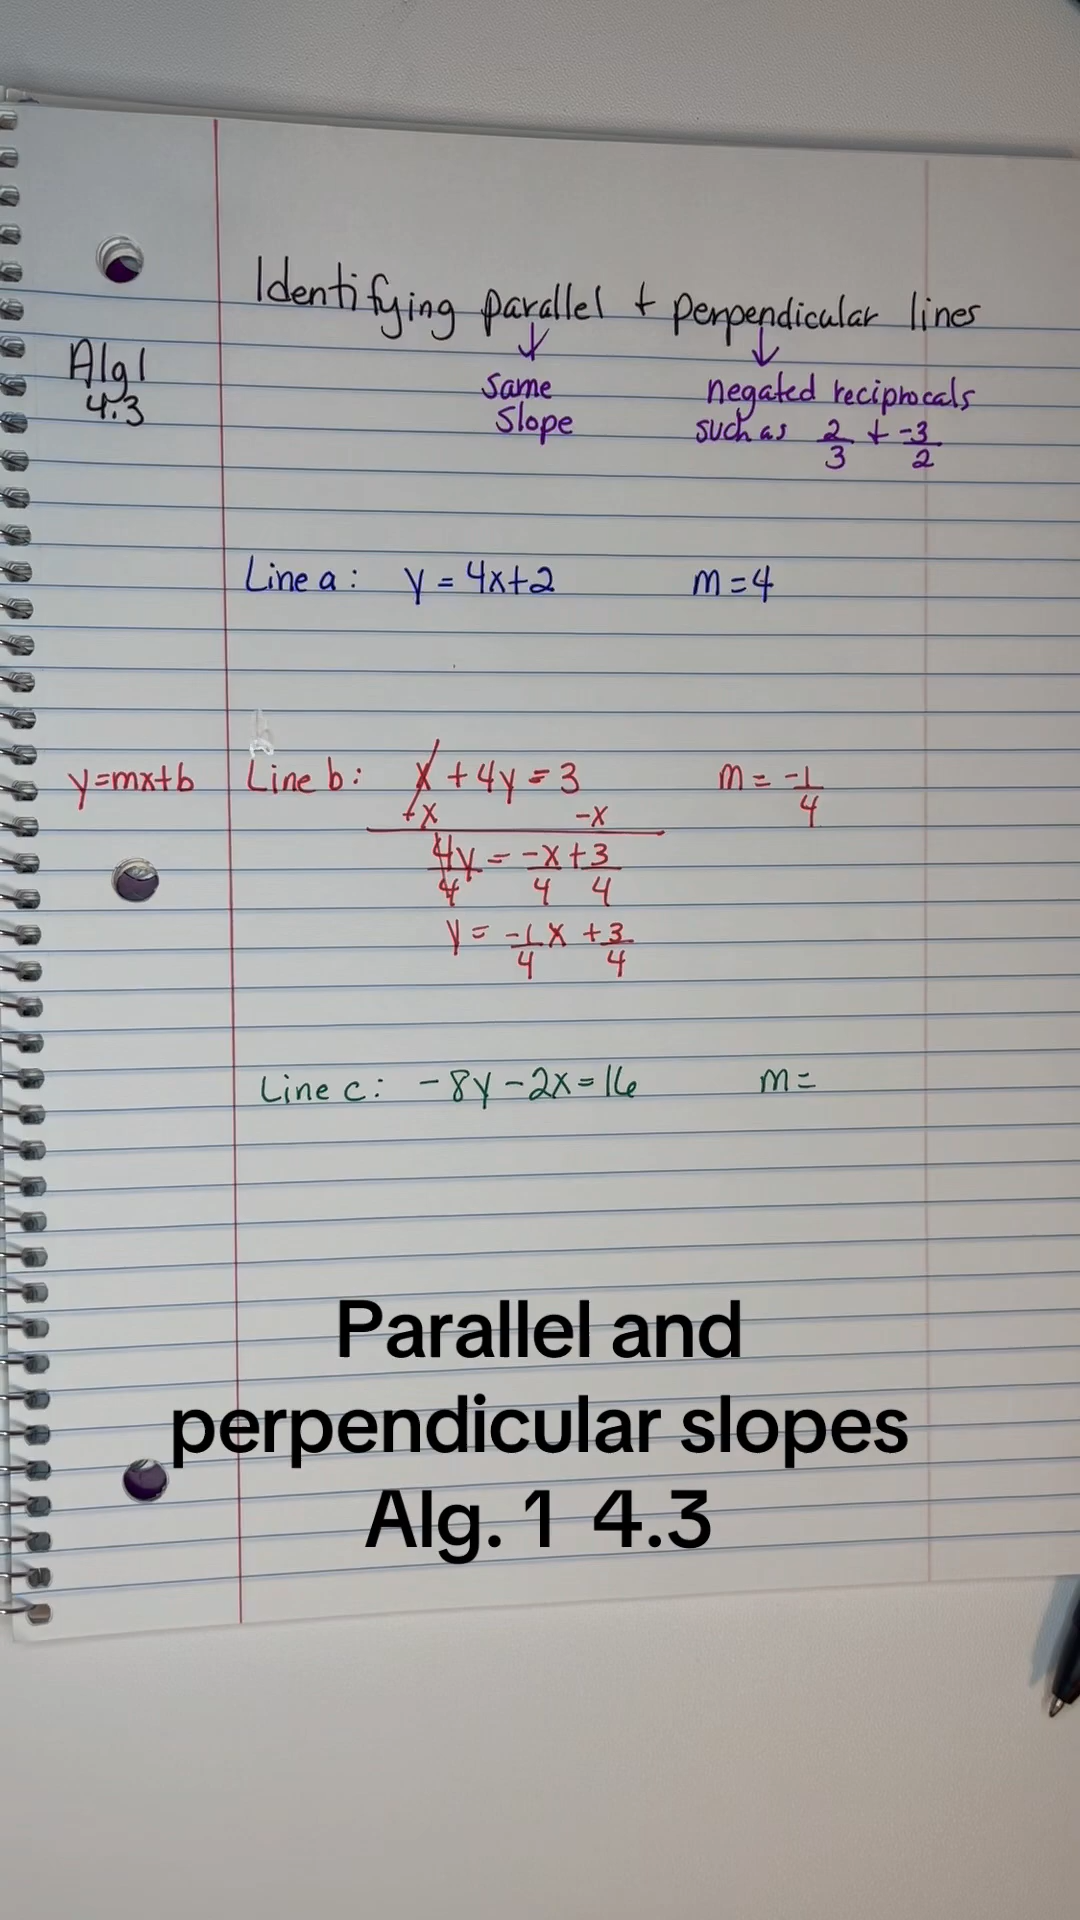 Identifying parallel + perpendicular lines
Alg 1
4.3
Same
Slope
negated reciprocals
such as 2/3 + -3/2
Line a: y = 4x+2 m=4
y=mx+b
Line b: x + 4y = 3 m = -1/4
-x -x
4y/4 = -x/4 + 3/4
y = -1/4 x + 3/4
Line c: -8y - 2x = 16 m=
Parallel and
perpendicular slopes
Alg. 1 4.3